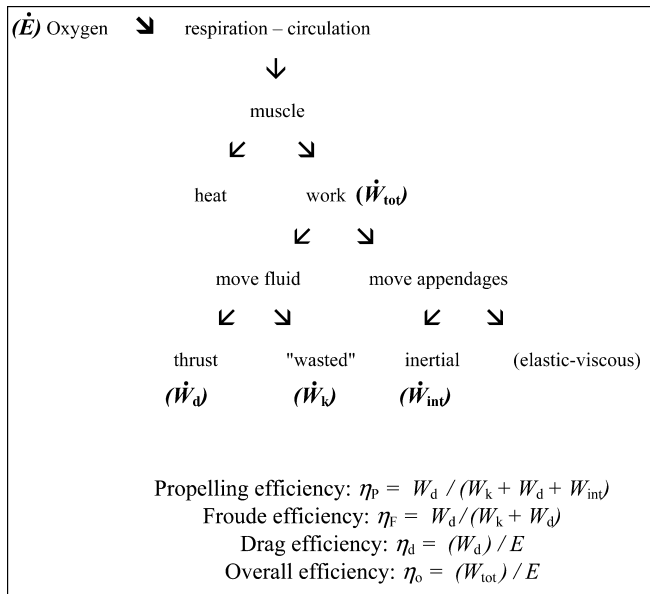 (Ė) Oxygen ➘ respiration – circulation
↓
muscle
↙ ↘
heat work (Ẇtot)
↙ ↘
move fluid move appendages
↙ ↘ ↙ ↘
thrust "wasted" inertial (elastic-viscous)
(Ẇd) (Ẇk) (Ẇint)
Propelling efficiency: ηP = Wd / (Wk + Wd + Wint)
Froude efficiency: ηF = Wd/(Wk + Wd)
Drag efficiency: ηd = (Wd) / E
Overall efficiency: ηo = (Wtot) / E